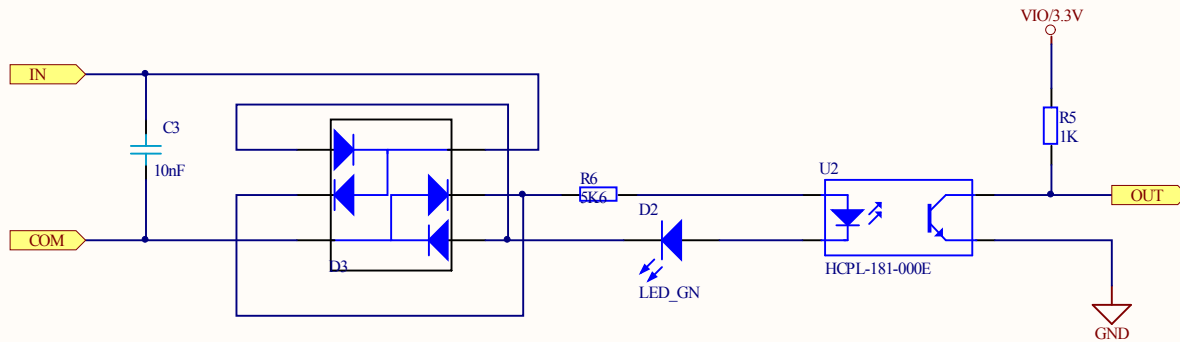 VIO/3.3V
IN
C3
10nF
R5
1K
R6
5K6
U2
OUT
D2
COM
D3
HCPL-181-000E
LED_GN
GND